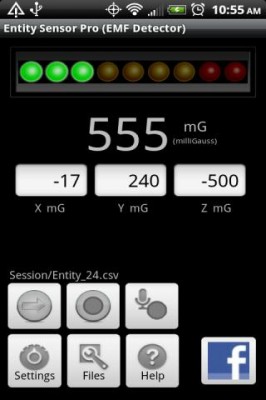 10:55 AM
Entity Sensor Pro (EMF Detector)
555 mG
(milliGauss)
-17 240 -500
X mG Y mG Z mG
Session/Entity_24.csv
Settings Files Help
f